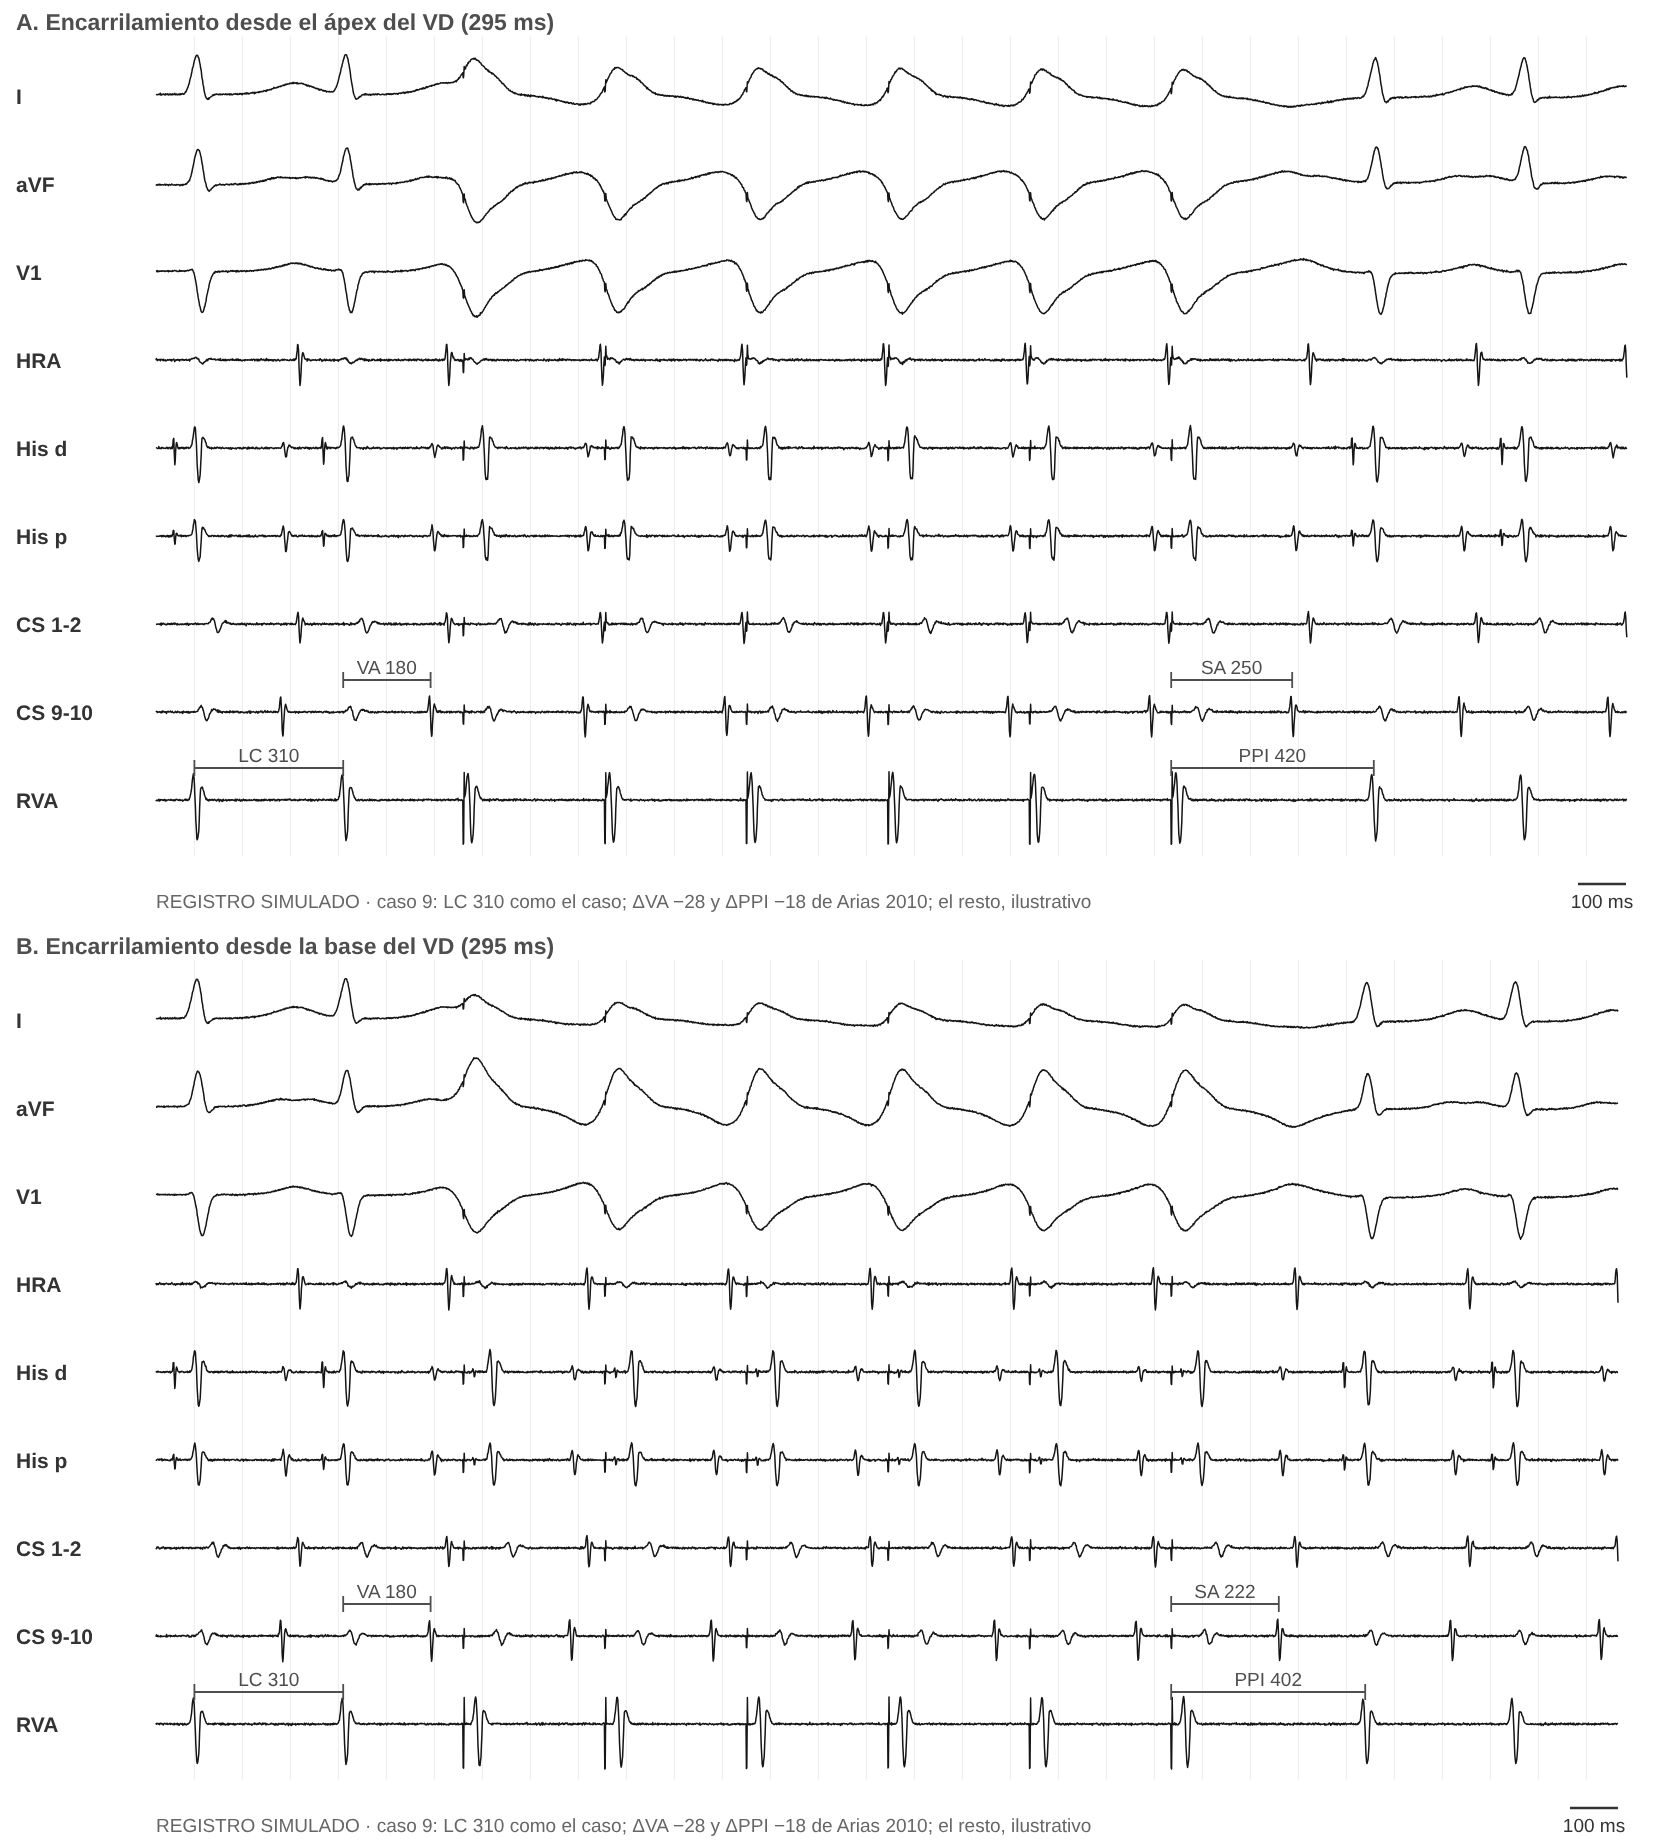 A. Encarrilamiento desde el ápex del VD (295 ms)
I
aVF
V1
HRA
His d
His p
CS 1-2
VA 180
SA 250
CS 9-10
LC 310
PPI 420
RVA
REGISTRO SIMULADO · caso 9: LC 310 como el caso; ΔVA −28 y ΔPPI −18 de Arias 2010; el resto, ilustrativo
100 ms
B. Encarrilamiento desde la base del VD (295 ms)
I
aVF
V1
HRA
His d
His p
CS 1-2
VA 180
SA 222
CS 9-10
LC 310
PPI 402
RVA
REGISTRO SIMULADO · caso 9: LC 310 como el caso; ΔVA −28 y ΔPPI −18 de Arias 2010; el resto, ilustrativo
100 ms